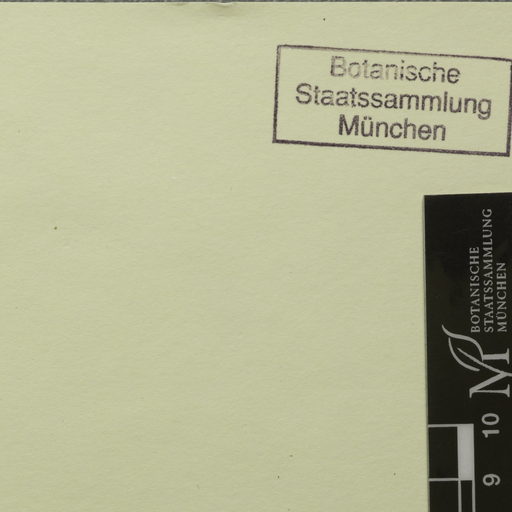 Botanische
Staatssammlung
München
BOTANISCHE
STAATSSAMMLUNG
MÜNCHEN
M
10
9